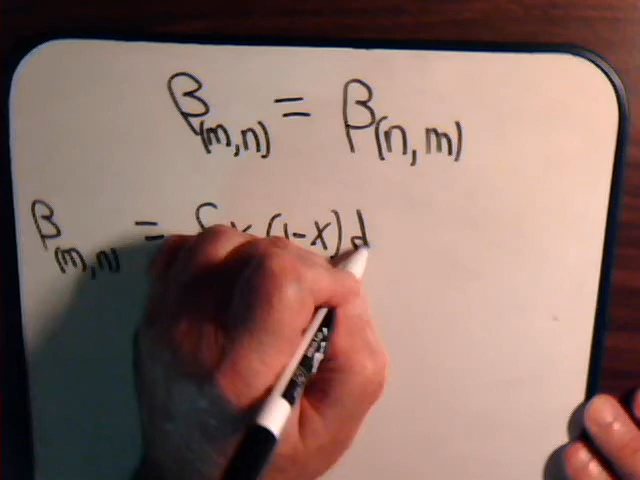 β(m,n) = β(n,m)
β(m,n) = ∫x (1-x)d